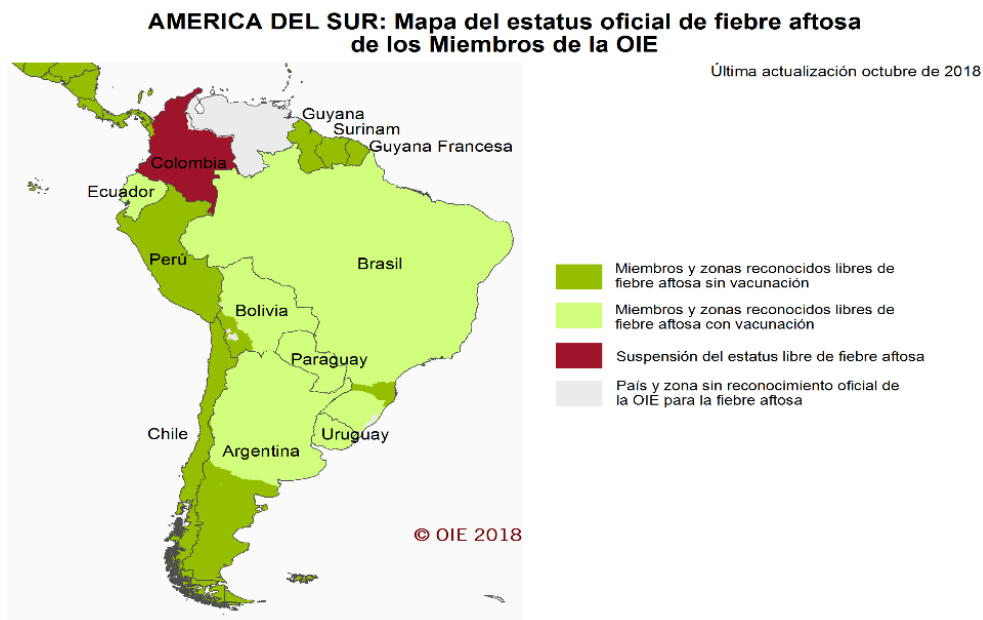 AMERICA DEL SUR: Mapa del estatus oficial de fiebre aftosa
de los Miembros de la OIE
Última actualización octubre de 2018
Guyana
Surinam
Guyana Francesa
Colombia
Ecuador
Perú
Brasil
Bolivia
Paraguay
Chile
Uruguay
Argentina
Miembros y zonas reconocidos libres de
fiebre aftosa sin vacunación
Miembros y zonas reconocidos libres de
fiebre aftosa con vacunación
Suspensión del estatus libre de fiebre aftosa
País y zona sin reconocimiento oficial de
la OIE para la fiebre aftosa
© OIE 2018